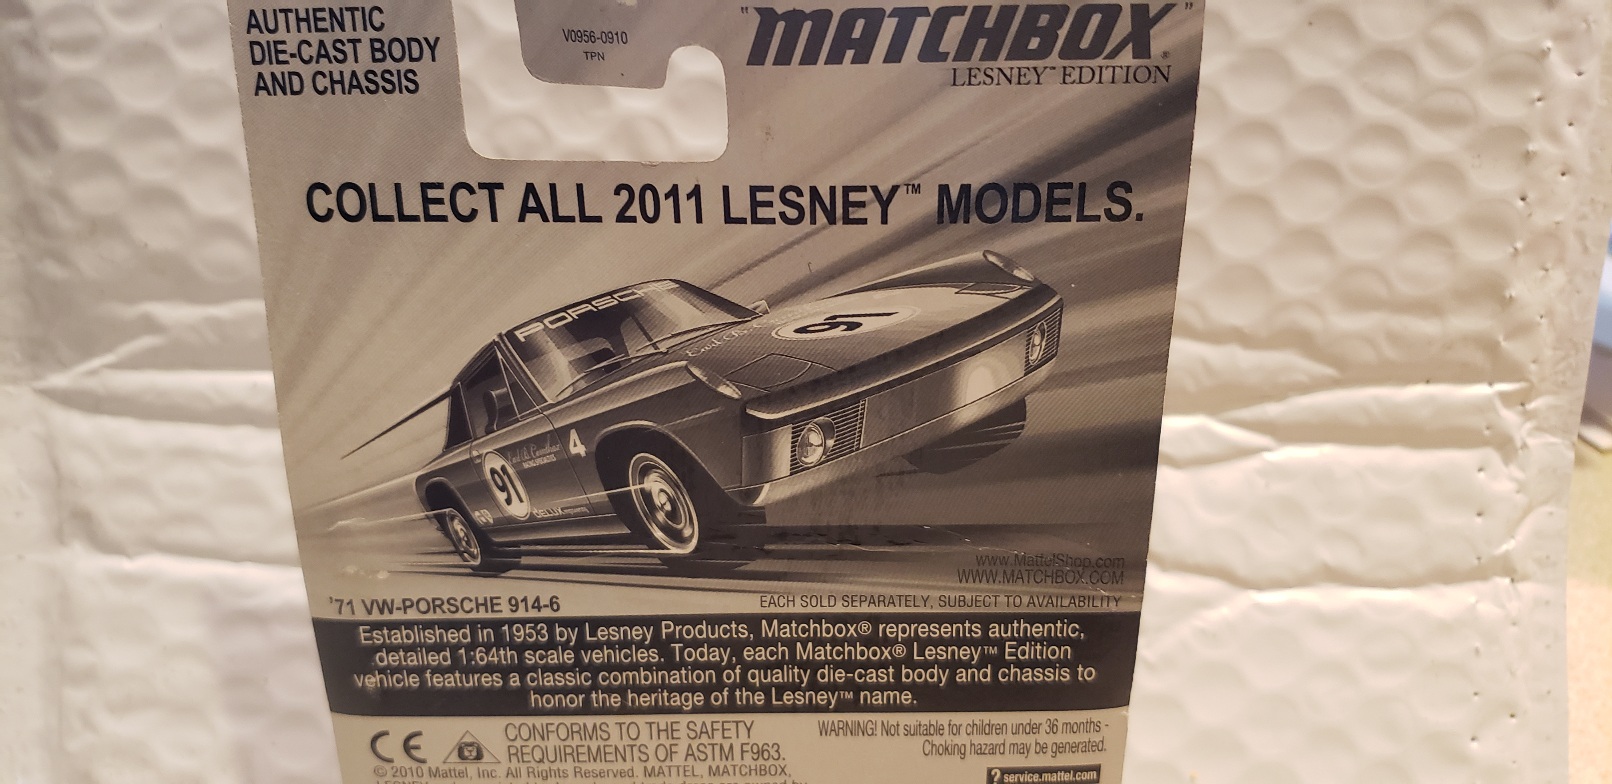 AUTHENTIC
DIE-CAST BODY
AND CHASSIS
V0956-0910
TPN
"MATCHBOX"®
LESNEY™ EDITION
COLLECT ALL 2011 LESNEY™ MODELS.
PORSCHE
91
4
91
deLUX
www.MattelShop.com
WWW.MATCHBOX.COM
'71 VW-PORSCHE 914-6
EACH SOLD SEPARATELY, SUBJECT TO AVAILABILITY
Established in 1953 by Lesney Products, Matchbox® represents authentic,
detailed 1:64th scale vehicles. Today, each Matchbox® Lesney™ Edition
vehicle features a classic combination of quality die-cast body and chassis to
honor the heritage of the Lesney™ name.
CE
CONFORMS TO THE SAFETY
REQUIREMENTS OF ASTM F963.
WARNING! Not suitable for children under 36 months -
Choking hazard may be generated.
© 2010 Mattel, Inc. All Rights Reserved. MATTEL, MATCHBOX,
? service.mattel.com